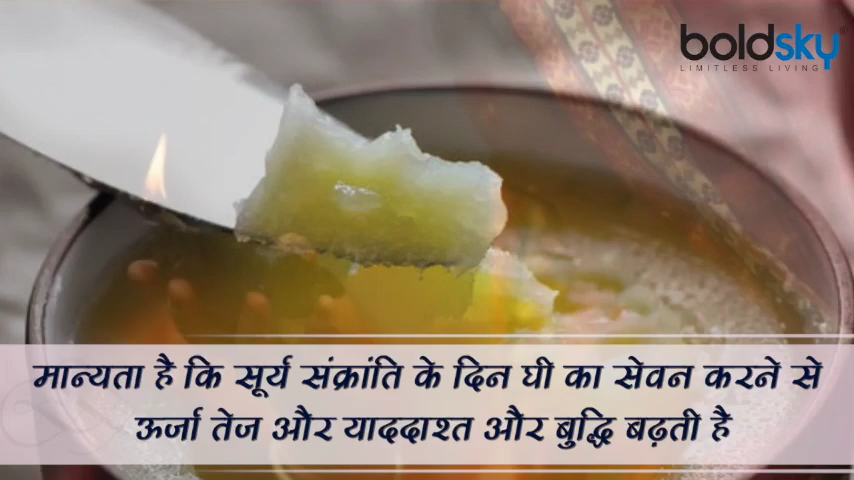 boldsky
LIMITLESS LIVING
मान्यता है कि सूर्य संक्रांति के दिन घी का सेवन करने से
ऊर्जा तेज और याददाश्त और बुद्धि बढ़ती है